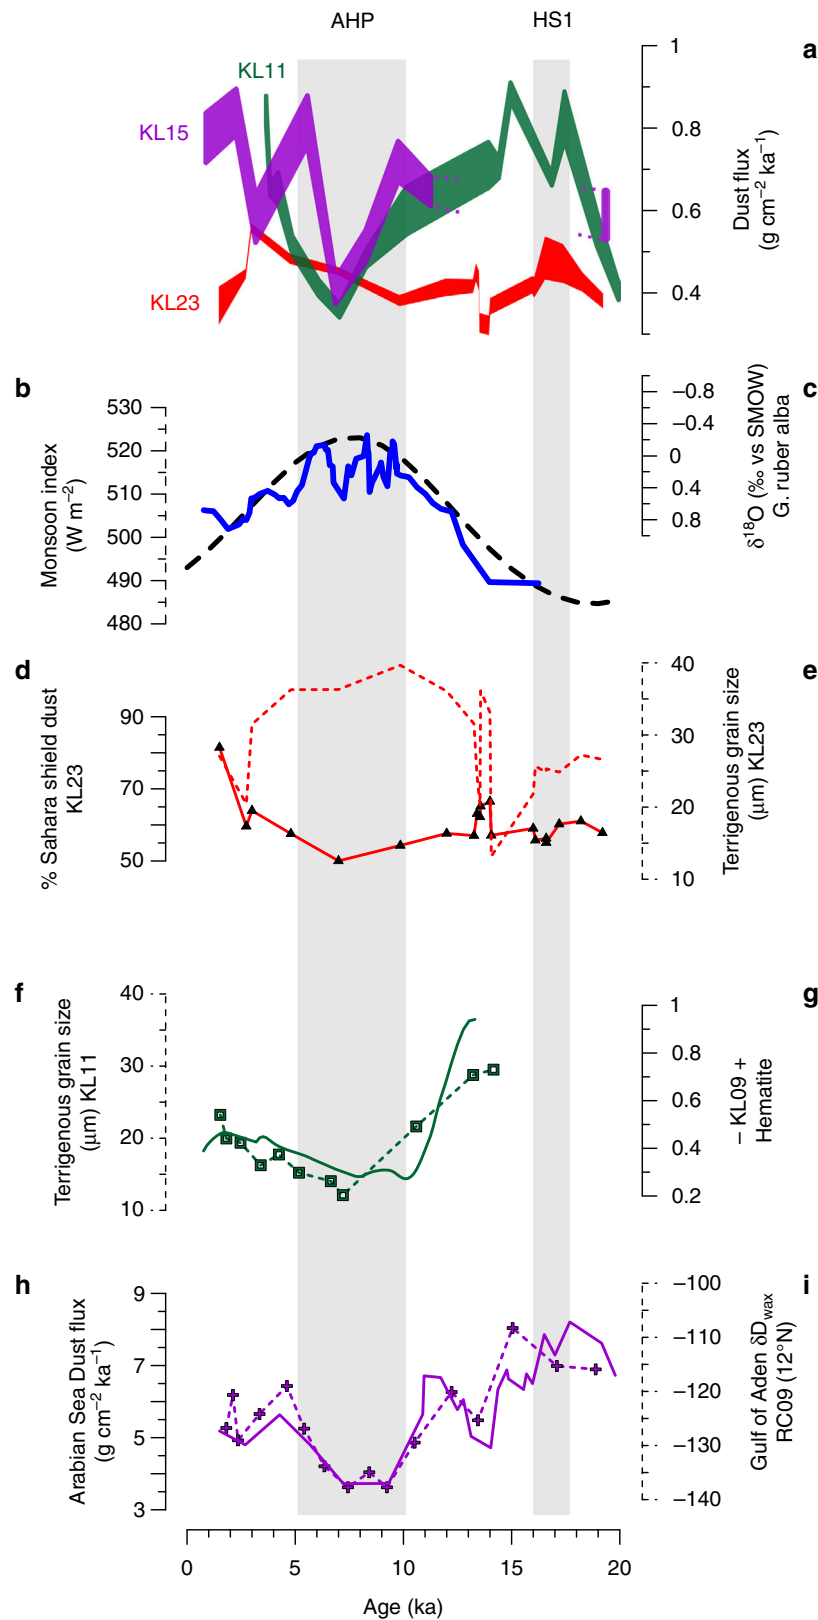 AHP HS1
a
KL11
KL15
KL23
1
0.8
0.6
0.4
Dust flux
(g cm⁻² ka⁻¹)
b
Monsoon index
(W m⁻²)
530
520
510
500
490
480
c
−0.8
−0.4
0
0.4
0.8
δ¹⁸O (‰ vs SMOW)
G. ruber alba
d
% Sahara shield dust
KL23
90
70
50
e
40
30
20
10
Terrigenous grain size
(μm) KL23
f
Terrigenous grain size
(μm) KL11
40
30
20
10
g
1
0.8
0.6
0.4
0.2
− KL09 +
Hematite
h
Arabian Sea Dust flux
(g cm⁻² ka⁻¹)
9
7
5
3
i
−100
−110
−120
−130
−140
Gulf of Aden δD_wax
RC09 (12°N)
0 5 10 15 20
Age (ka)